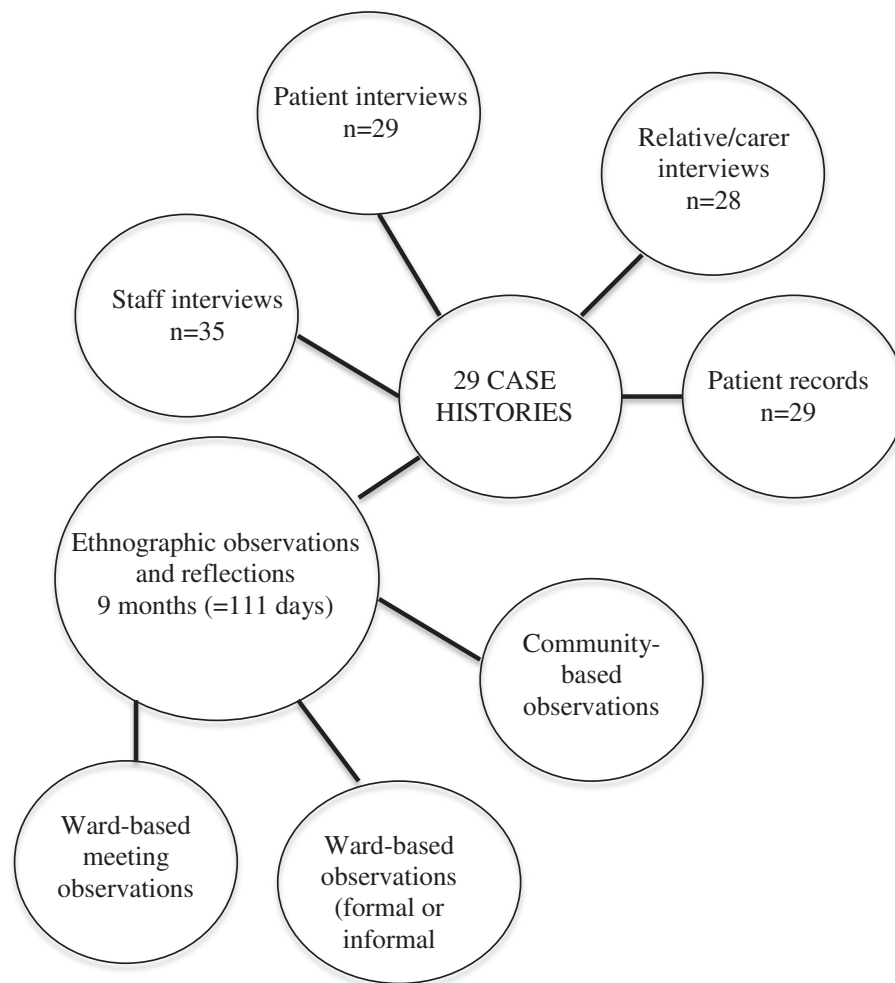 Patient interviews
n=29
Relative/carer
interviews
n=28
Staff interviews
n=35
29 CASE
HISTORIES
Patient records
n=29
Ethnographic observations
and reflections
9 months (=111 days)
Community-
based
observations
Ward-based
meeting
observations
Ward-based
observations
(formal or
informal